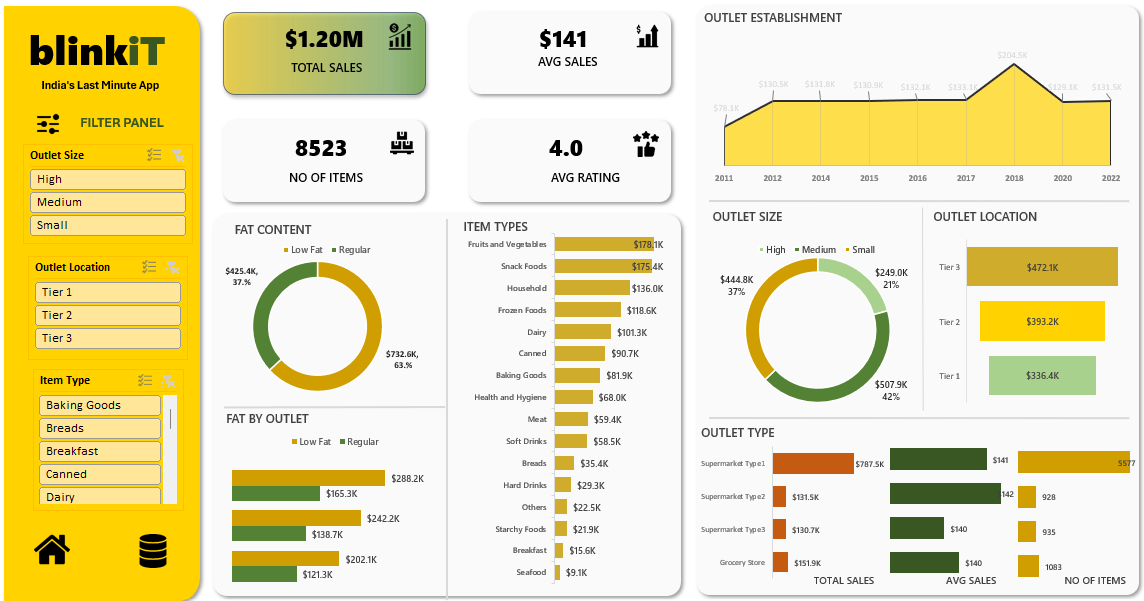 blinkiT
India's Last Minute App
FILTER PANEL
Outlet Size
High
Medium
Small
Outlet Location
Tier 1
Tier 2
Tier 3
Item Type
Baking Goods
Breads
Breakfast
Canned
Dairy
$1.20M
TOTAL SALES
$141
AVG SALES
8523
NO OF ITEMS
4.0
AVG RATING
FAT CONTENT
Low Fat Regular
$425.4K,
37.%
$732.6K,
63.%
FAT BY OUTLET
Low Fat Regular
$288.2K
$165.3K
$242.2K
$138.7K
$202.1K
$121.3K
ITEM TYPES
Fruits and Vegetables $178.1K
Snack Foods $175.4K
Household $136.0K
Frozen Foods $118.6K
Dairy $101.3K
Canned $90.7K
Baking Goods $81.9K
Health and Hygiene $68.0K
Meat $59.4K
Soft Drinks $58.5K
Breads $35.4K
Hard Drinks $29.3K
Others $22.5K
Starchy Foods $21.9K
Breakfast $15.6K
Seafood $9.1K
OUTLET ESTABLISHMENT
$78.1K $130.5K $131.8K $130.9K $132.1K $204.5K $131.5K
2011 2012 2014 2015 2016 2017 2018 2020 2022
OUTLET SIZE
High Medium Small
$444.8K
37%
$249.0K
21%
$507.9K
42%
OUTLET LOCATION
Tier 3 $472.1K
Tier 2 $393.2K
Tier 1 $336.4K
OUTLET TYPE
Supermarket Type1 $787.5K $141 5577
Supermarket Type2 $131.5K 142 928
Supermarket Type3 $130.7K $140 935
Grocery Store $151.9K $140 1083
TOTAL SALES AVG SALES NO OF ITEMS